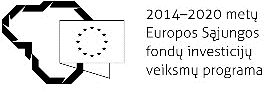 2014–2020 metų
Europos Sąjungos
fondų investicijų
veiksmų programa